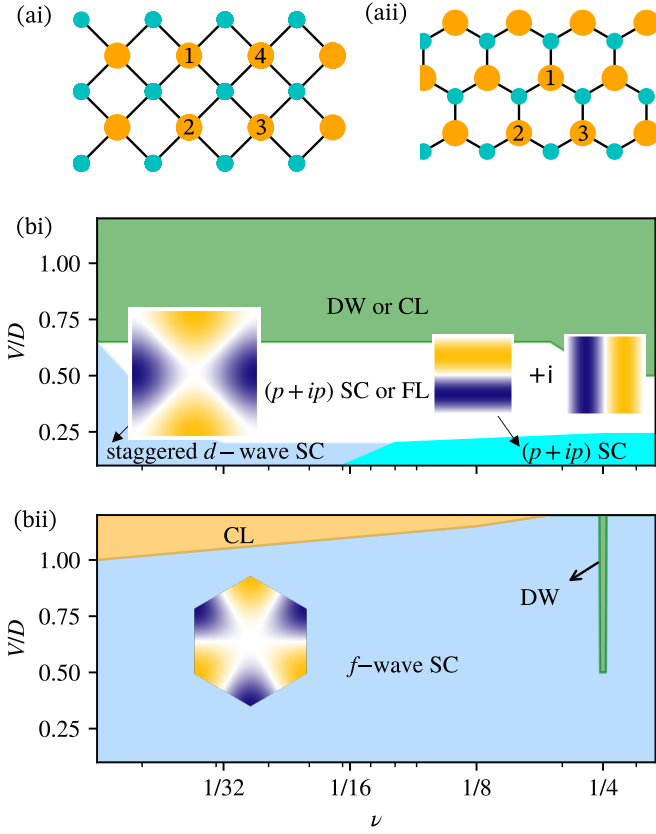 (ai)
(aii)
1
4
2
3
1
2
3
(bi)
V/D
1.00
0.75
0.50
0.25
DW or CL
(p + ip) SC or FL
+i
staggered d − wave SC
(p + ip) SC
(bii)
V/D
1.00
0.75
0.50
0.25
CL
DW
f−wave SC
1/32
1/16
1/8
1/4
ν